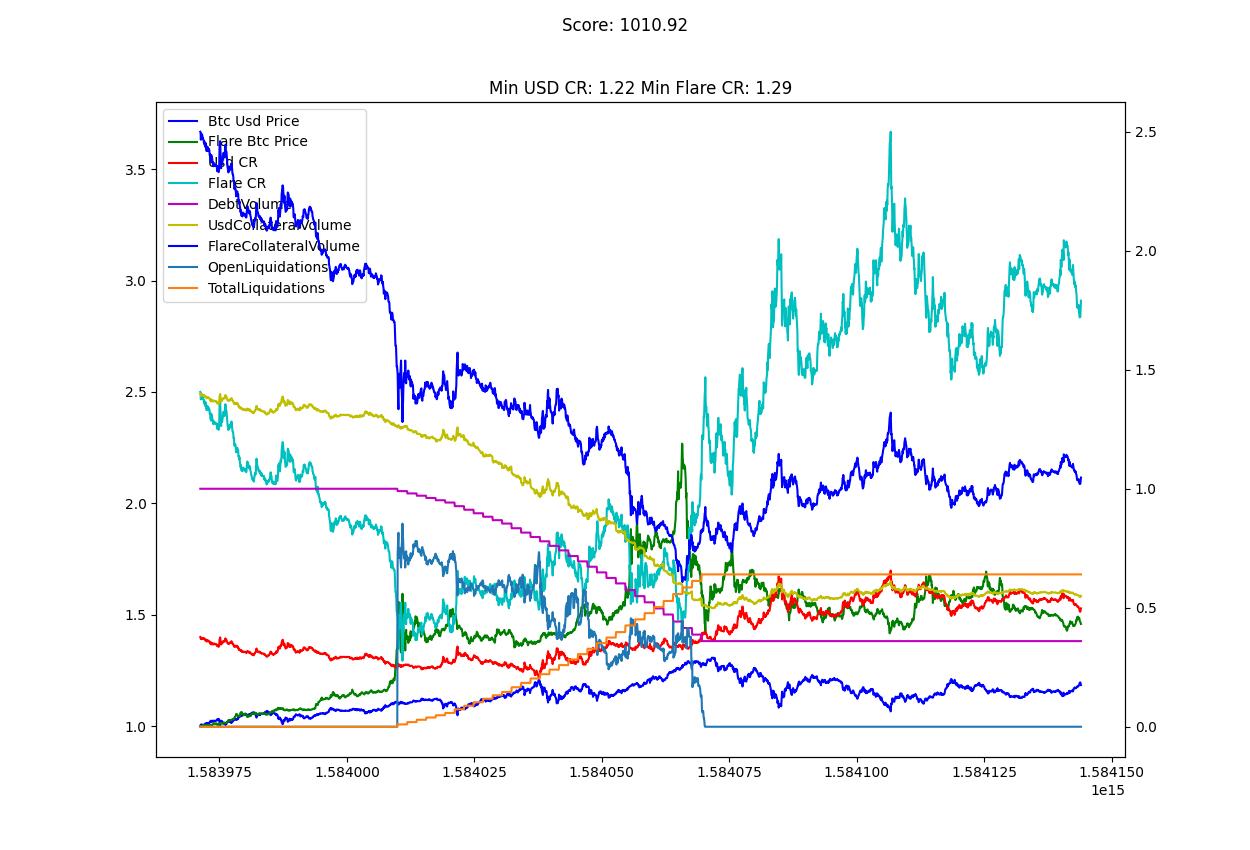 Score: 1010.92
Min USD CR: 1.22 Min Flare CR: 1.29
Btc Usd Price
Flare Btc Price
Usd CR
Flare CR
DebtVolume
UsdCollateralVolume
FlareCollateralVolume
OpenLiquidations
TotalLiquidations
3.5
3.0
2.5
2.0
1.5
1.0
2.5
2.0
1.5
1.0
0.5
0.0
1.583975 1.584000 1.584025 1.584050 1.584075 1.584100 1.584125 1.584150
1e15